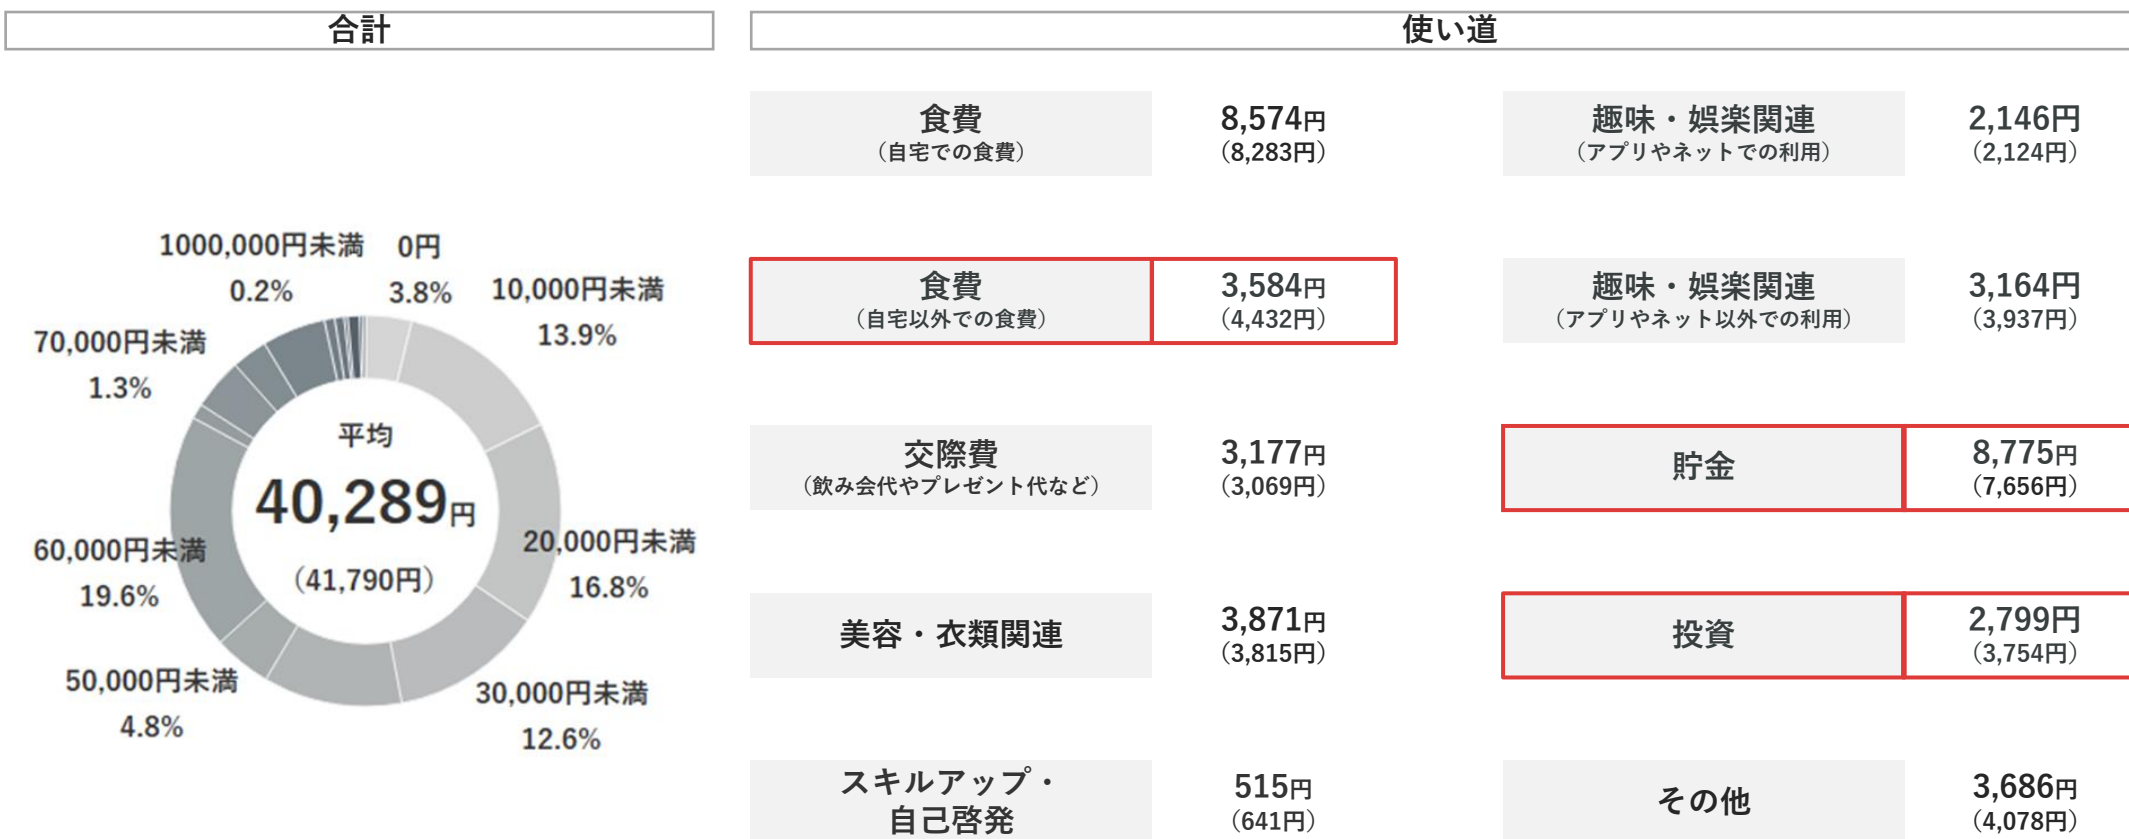 合計
1000,000円未満
0.2%
0円
3.8%
10,000円未満
13.9%
70,000円未満
1.3%
平均
40,289円
（41,790円）
20,000円未満
16.8%
60,000円未満
19.6%
50,000円未満
4.8%
30,000円未満
12.6%
使い道
食費
（自宅での食費）
8,574円
（8,283円）
趣味・娯楽関連
（アプリやネットでの利用）
2,146円
（2,124円）
食費
（自宅以外での食費）
3,584円
（4,432円）
趣味・娯楽関連
（アプリやネット以外での利用）
3,164円
（3,937円）
交際費
（飲み会代やプレゼント代など）
3,177円
（3,069円）
貯金
8,775円
（7,656円）
美容・衣類関連
3,871円
（3,815円）
投資
2,799円
（3,754円）
スキルアップ・
自己啓発
515円
（641円）
その他
3,686円
（4,078円）